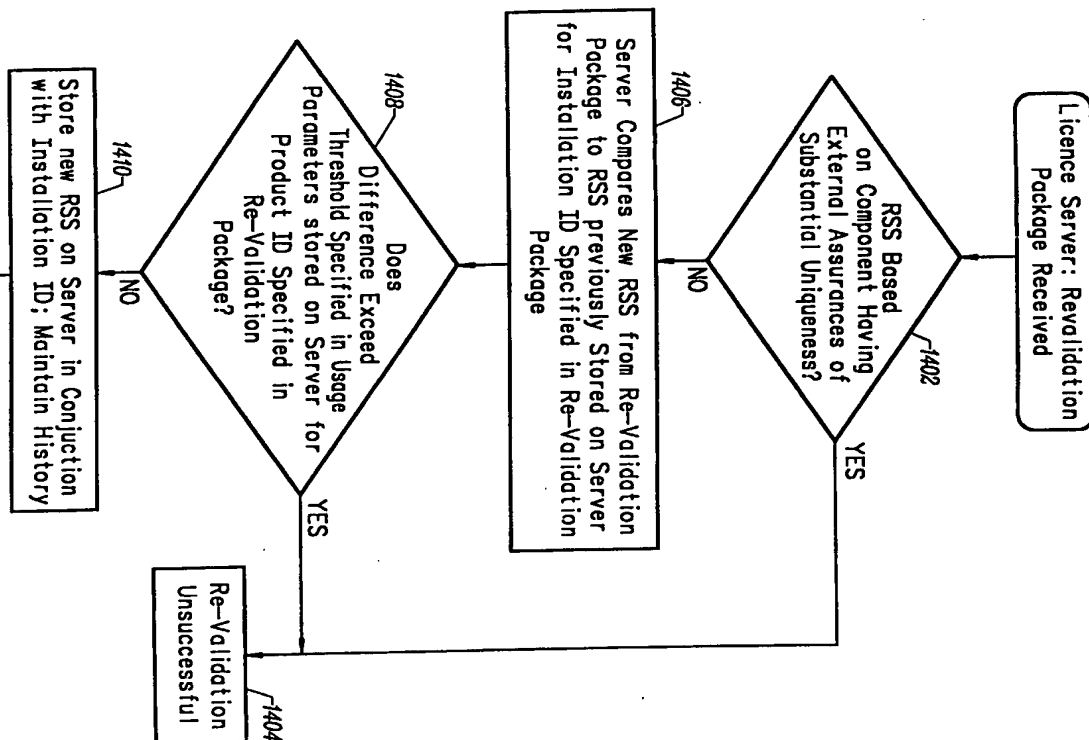 Licence Server: Revalidation
Package Received
1402
RSS Based
on Component Having
External Assurances of
Substantial Uniqueness?
YES
NO
1406
Server Compares New RSS from Re-Validation
Package to RSS previously Stored on Server
for Installation ID Specified in Re-Validation
Package
1408
Does
Difference Exceed
Threshold Specified in Usage
Parameters stored on Server for
Product ID Specified in
Re-Validation
Package?
YES
NO
1404
Re-Validation
Unsuccessful
1410
Store new RSS on Server in Conjuction
with Installation ID; Maintain History